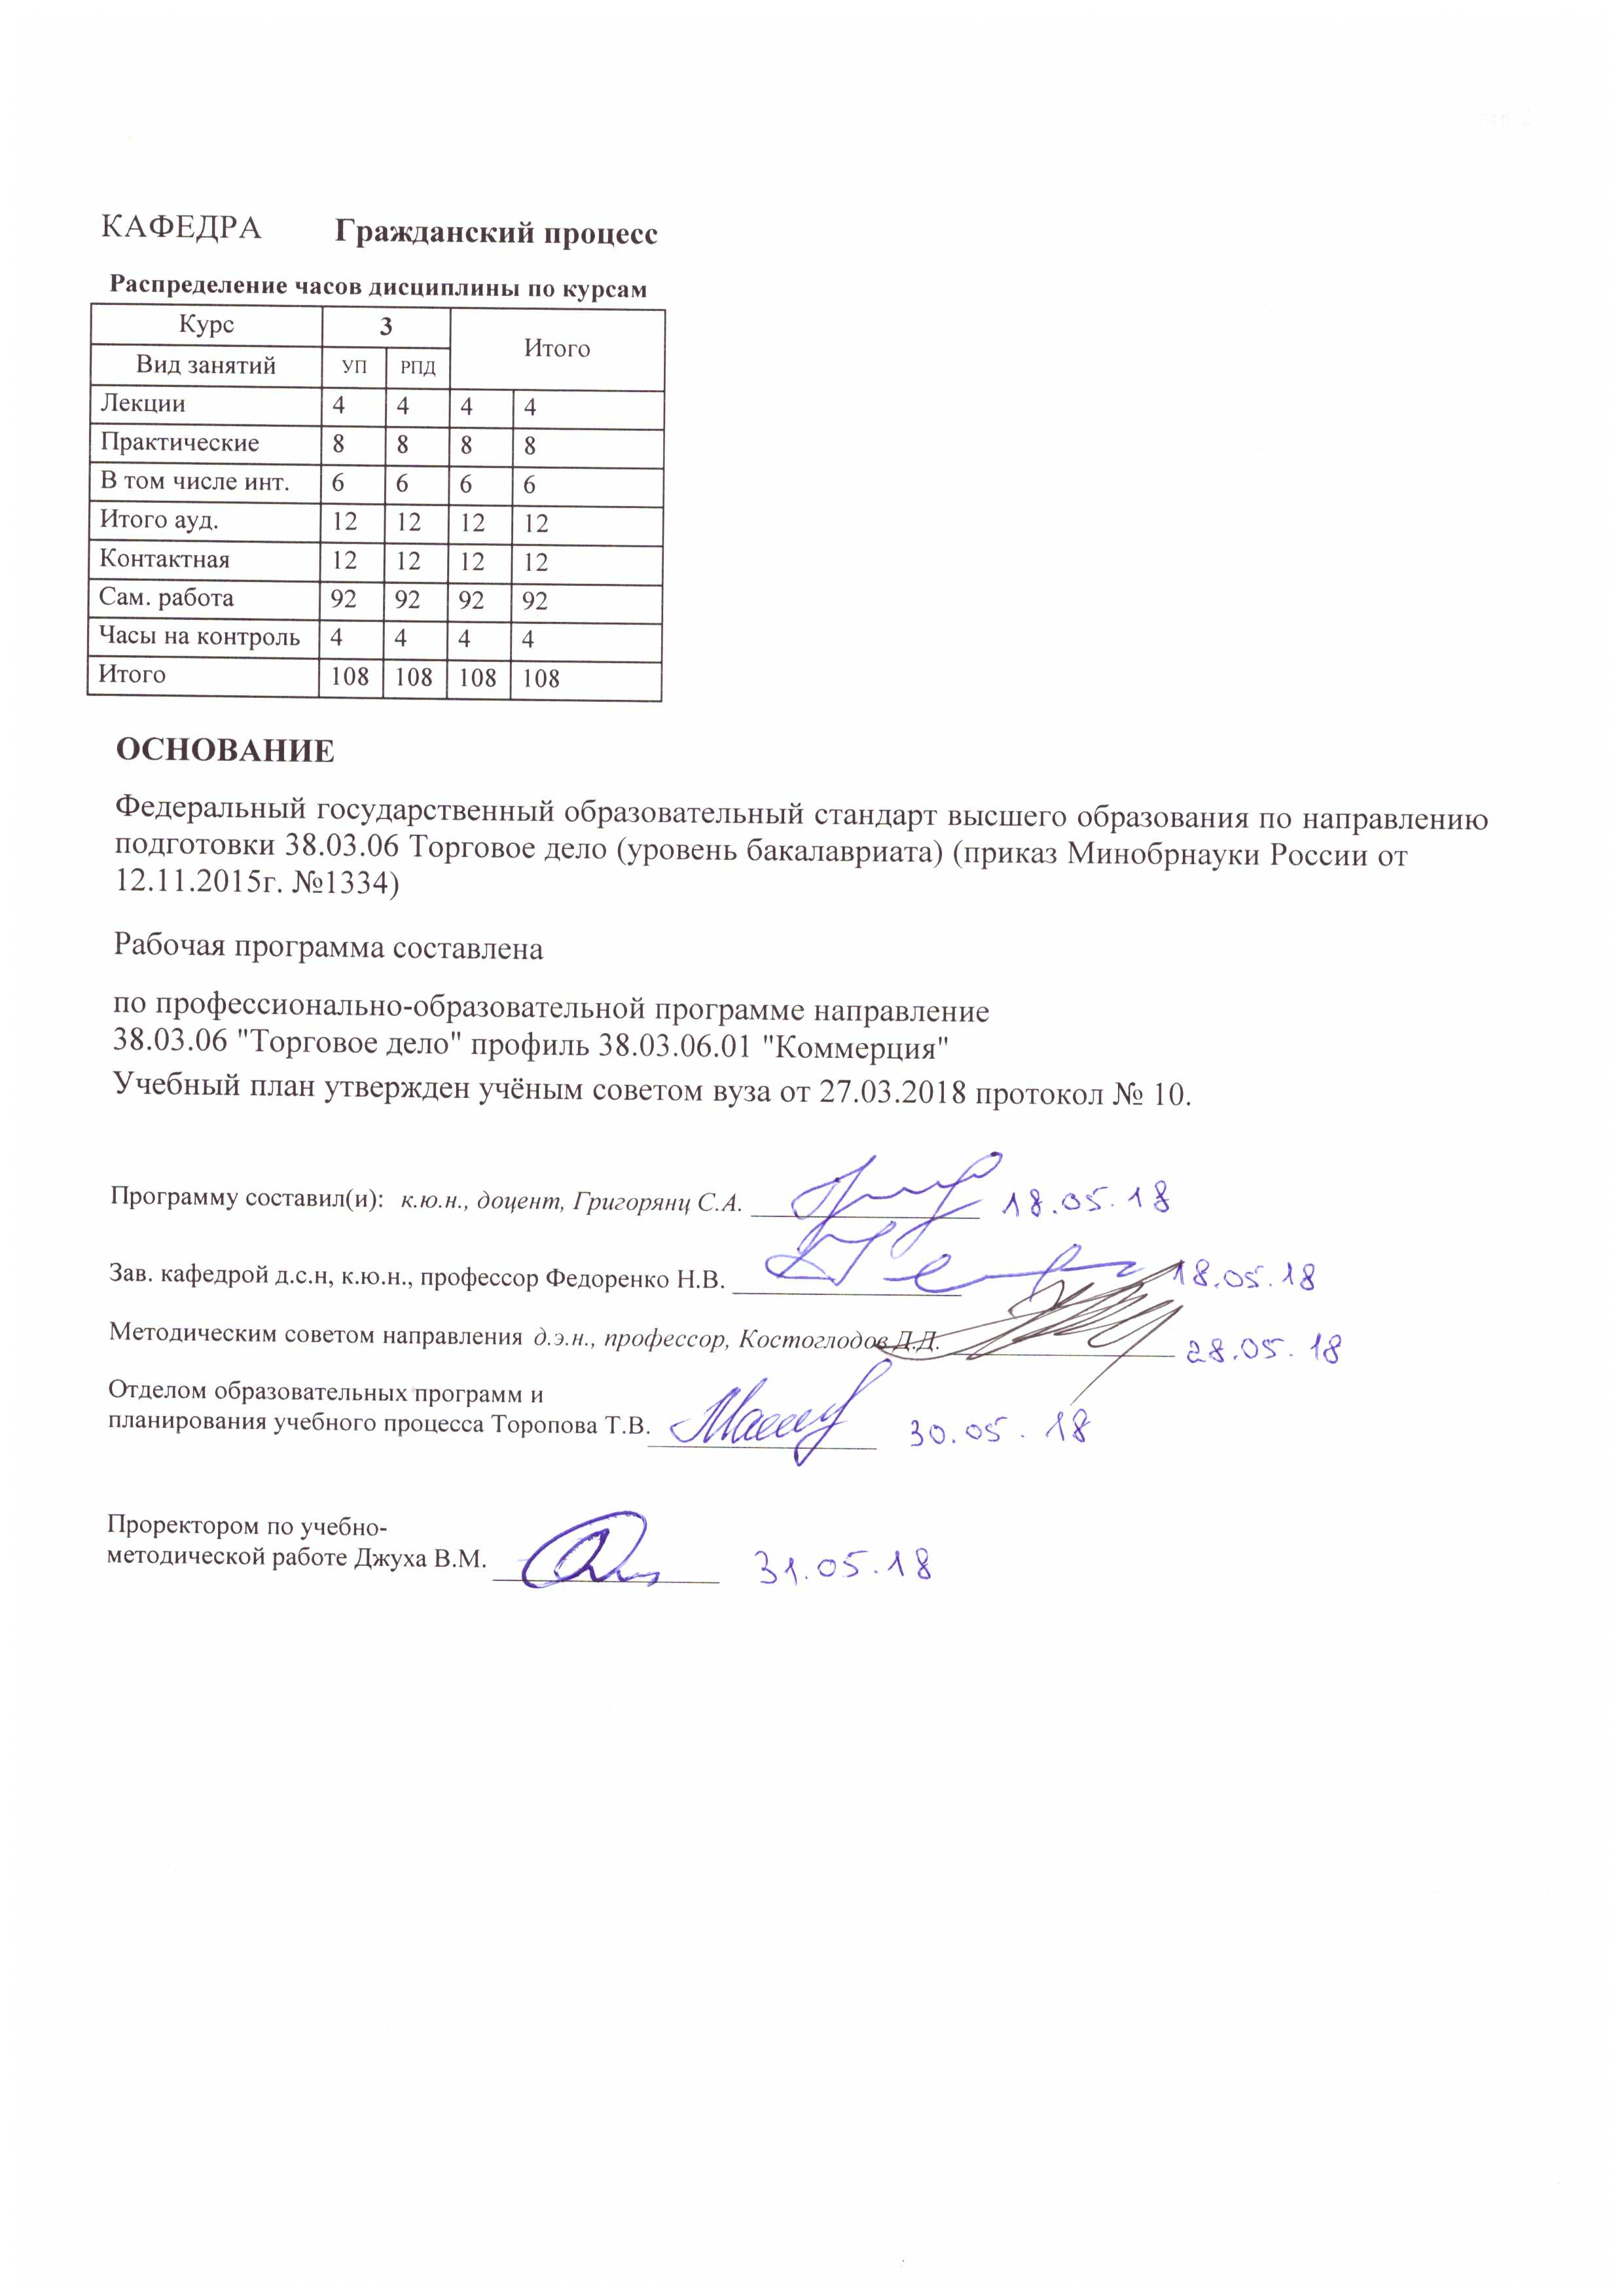 КАФЕДРА Гражданский процесс
Распределение часов дисциплины по курсам
Курс 3 Итого
Вид занятий УП РПД
Лекции 4 4 4 4
Практические 8 8 8 8
В том числе инт. 6 6 6 6
Итого ауд. 12 12 12 12
Контактная 12 12 12 12
Сам. работа 92 92 92 92
Часы на контроль 4 4 4 4
Итого 108 108 108 108
ОСНОВАНИЕ
Федеральный государственный образовательный стандарт высшего образования по направлению
подготовки 38.03.06 Торговое дело (уровень бакалавриата) (приказ Минобрнауки России от
12.11.2015г. №1334)
Рабочая программа составлена
по профессионально-образовательной программе направление
38.03.06 "Торговое дело" профиль 38.03.06.01 "Коммерция"
Учебный план утвержден учёным советом вуза от 27.03.2018 протокол № 10.
Программу составил(и): к.ю.н., доцент, Григорянц С.А. 18.05.18
Зав. кафедрой д.с.н, к.ю.н., профессор Федоренко Н.В. 18.05.18
Методическим советом направления д.э.н., профессор, Костоглодов Д.Д. 28.05.18
Отделом образовательных программ и
планирования учебного процесса Торопова Т.В. 30.05.18
Проректором по учебно-
методической работе Джуха В.М. 31.05.18